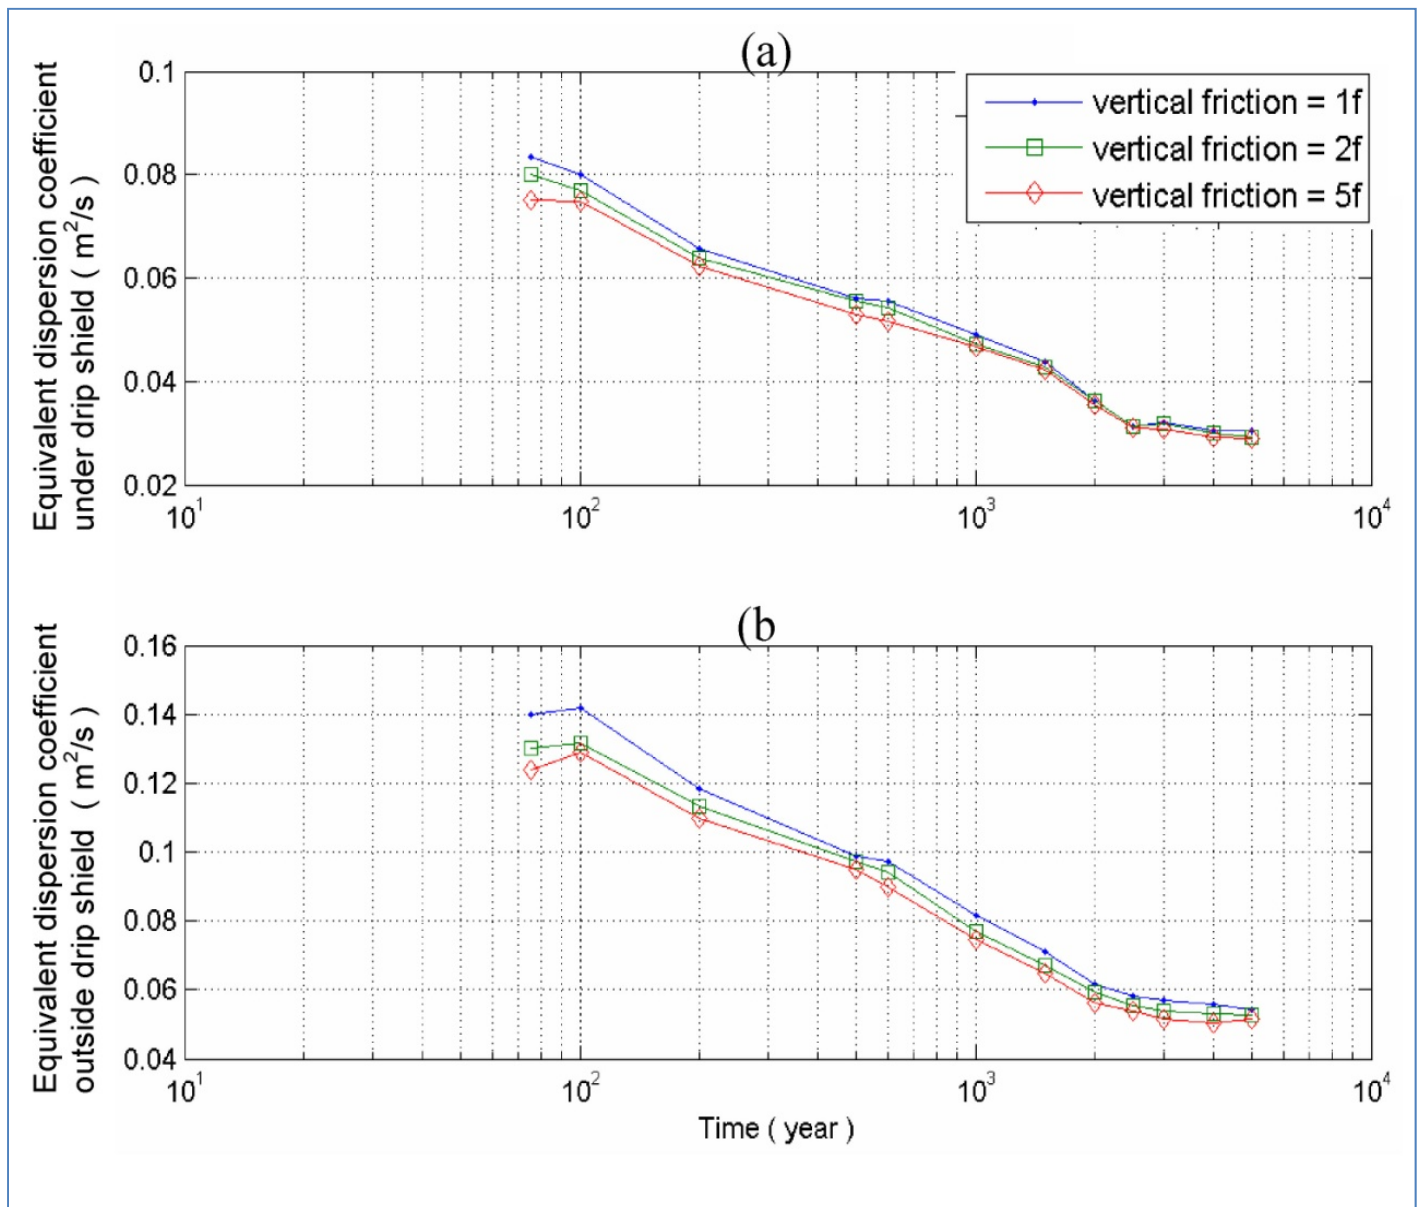 (a)
Equivalent dispersion coefficient
under drip shield ( m²/s )
0.1
0.08
0.06
0.04
0.02
10¹
10²
10³
10⁴
vertical friction = 1f
vertical friction = 2f
vertical friction = 5f
(b
Equivalent dispersion coefficient
outside drip shield ( m²/s )
0.16
0.14
0.12
0.1
0.08
0.06
0.04
10¹
10²
10³
10⁴
Time ( year )